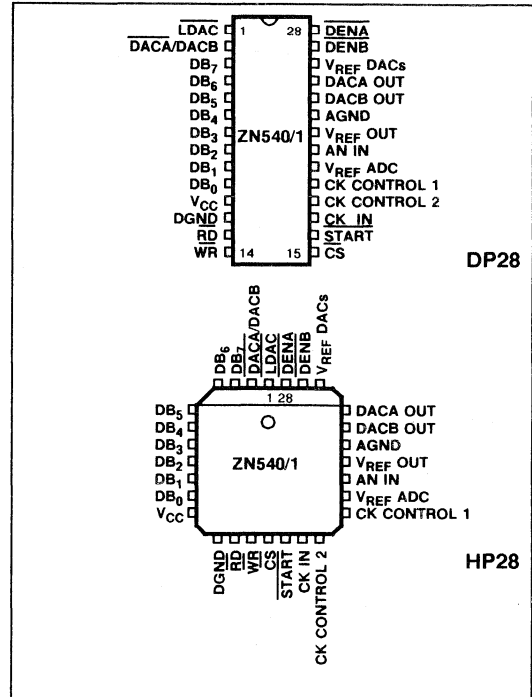 LDAC 1 28 DENA
DACA/DACB DENB
DB7 VREF DACs
DB6 DACA OUT
DB5 DACB OUT
DB4 AGND
DB3 ZN540/1 VREF OUT
DB2 AN IN
DB1 VREF ADC
DB0 CK CONTROL 1
VCC CK CONTROL 2
DGND CK IN
RD START
WR 14 15 CS
DP28
DB6
DB7
DACA/DACB
LDAC
DENA
DENB
VREF DACs
1 28
DB5 DACA OUT
DB4 DACB OUT
DB3 AGND
DB2 ZN540/1 VREF OUT
DB1 AN IN
DB0 VREF ADC
VCC CK CONTROL 1
DGND
RD
WR
CS
START
CK IN
CK CONTROL 2
HP28